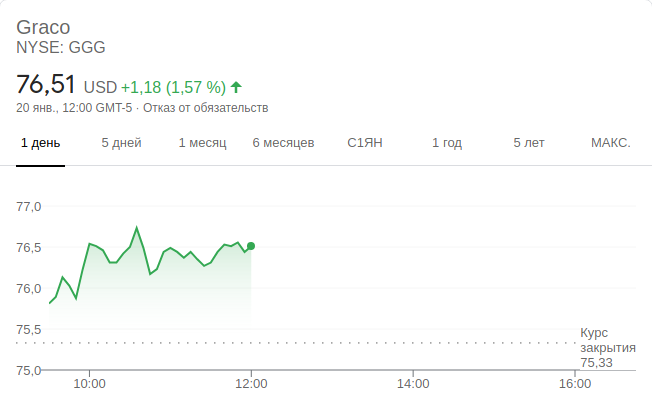 Graco
NYSE: GGG
76,51 USD +1,18 (1,57 %)
20 янв., 12:00 GMT-5 · Отказ от обязательств
1 день 5 дней 1 месяц 6 месяцев С1ЯН 1 год 5 лет МАКС.
77,0
76,5
76,0
75,5
75,0
Курс
закрытия
75,33
10:00 12:00 14:00 16:00